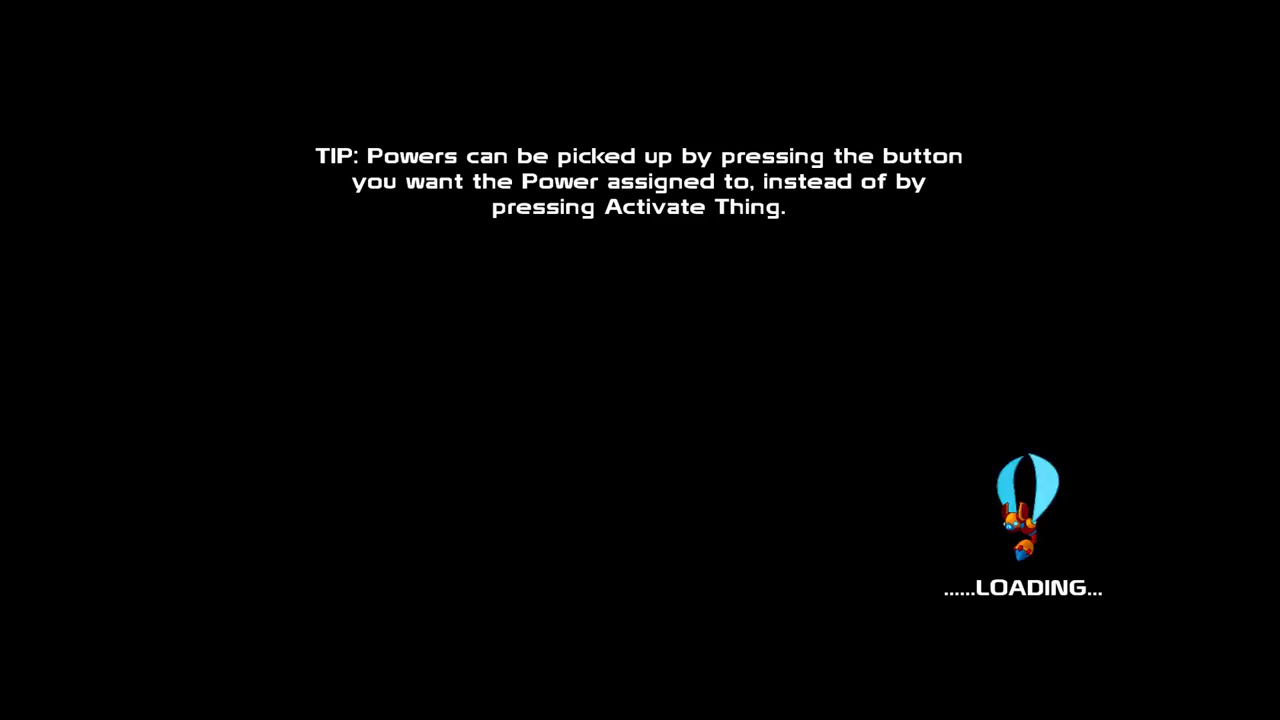 TIP: Powers can be picked up by pressing the button
you want the Power assigned to, instead of by
pressing Activate Thing.
......LOADING...